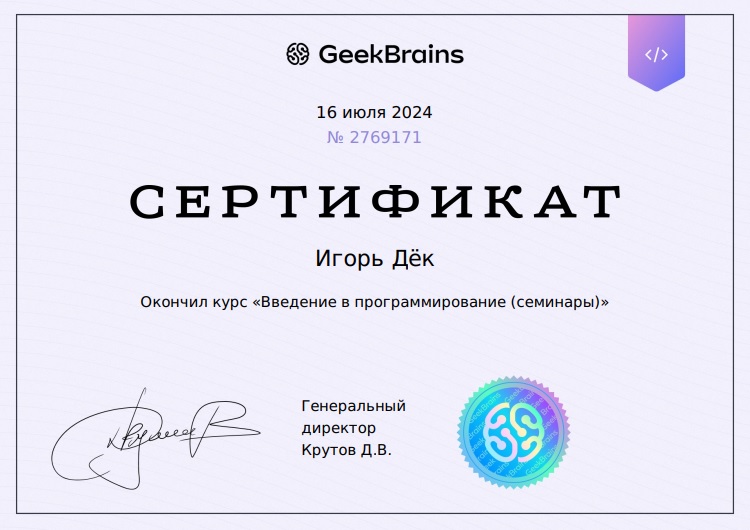 GeekBrains
</>
16 июля 2024
№ 2769171
СЕРТИФИКАТ
Игорь Дёк
Окончил курс «Введение в программирование (семинары)»
Генеральный
директор
Крутов Д.В.